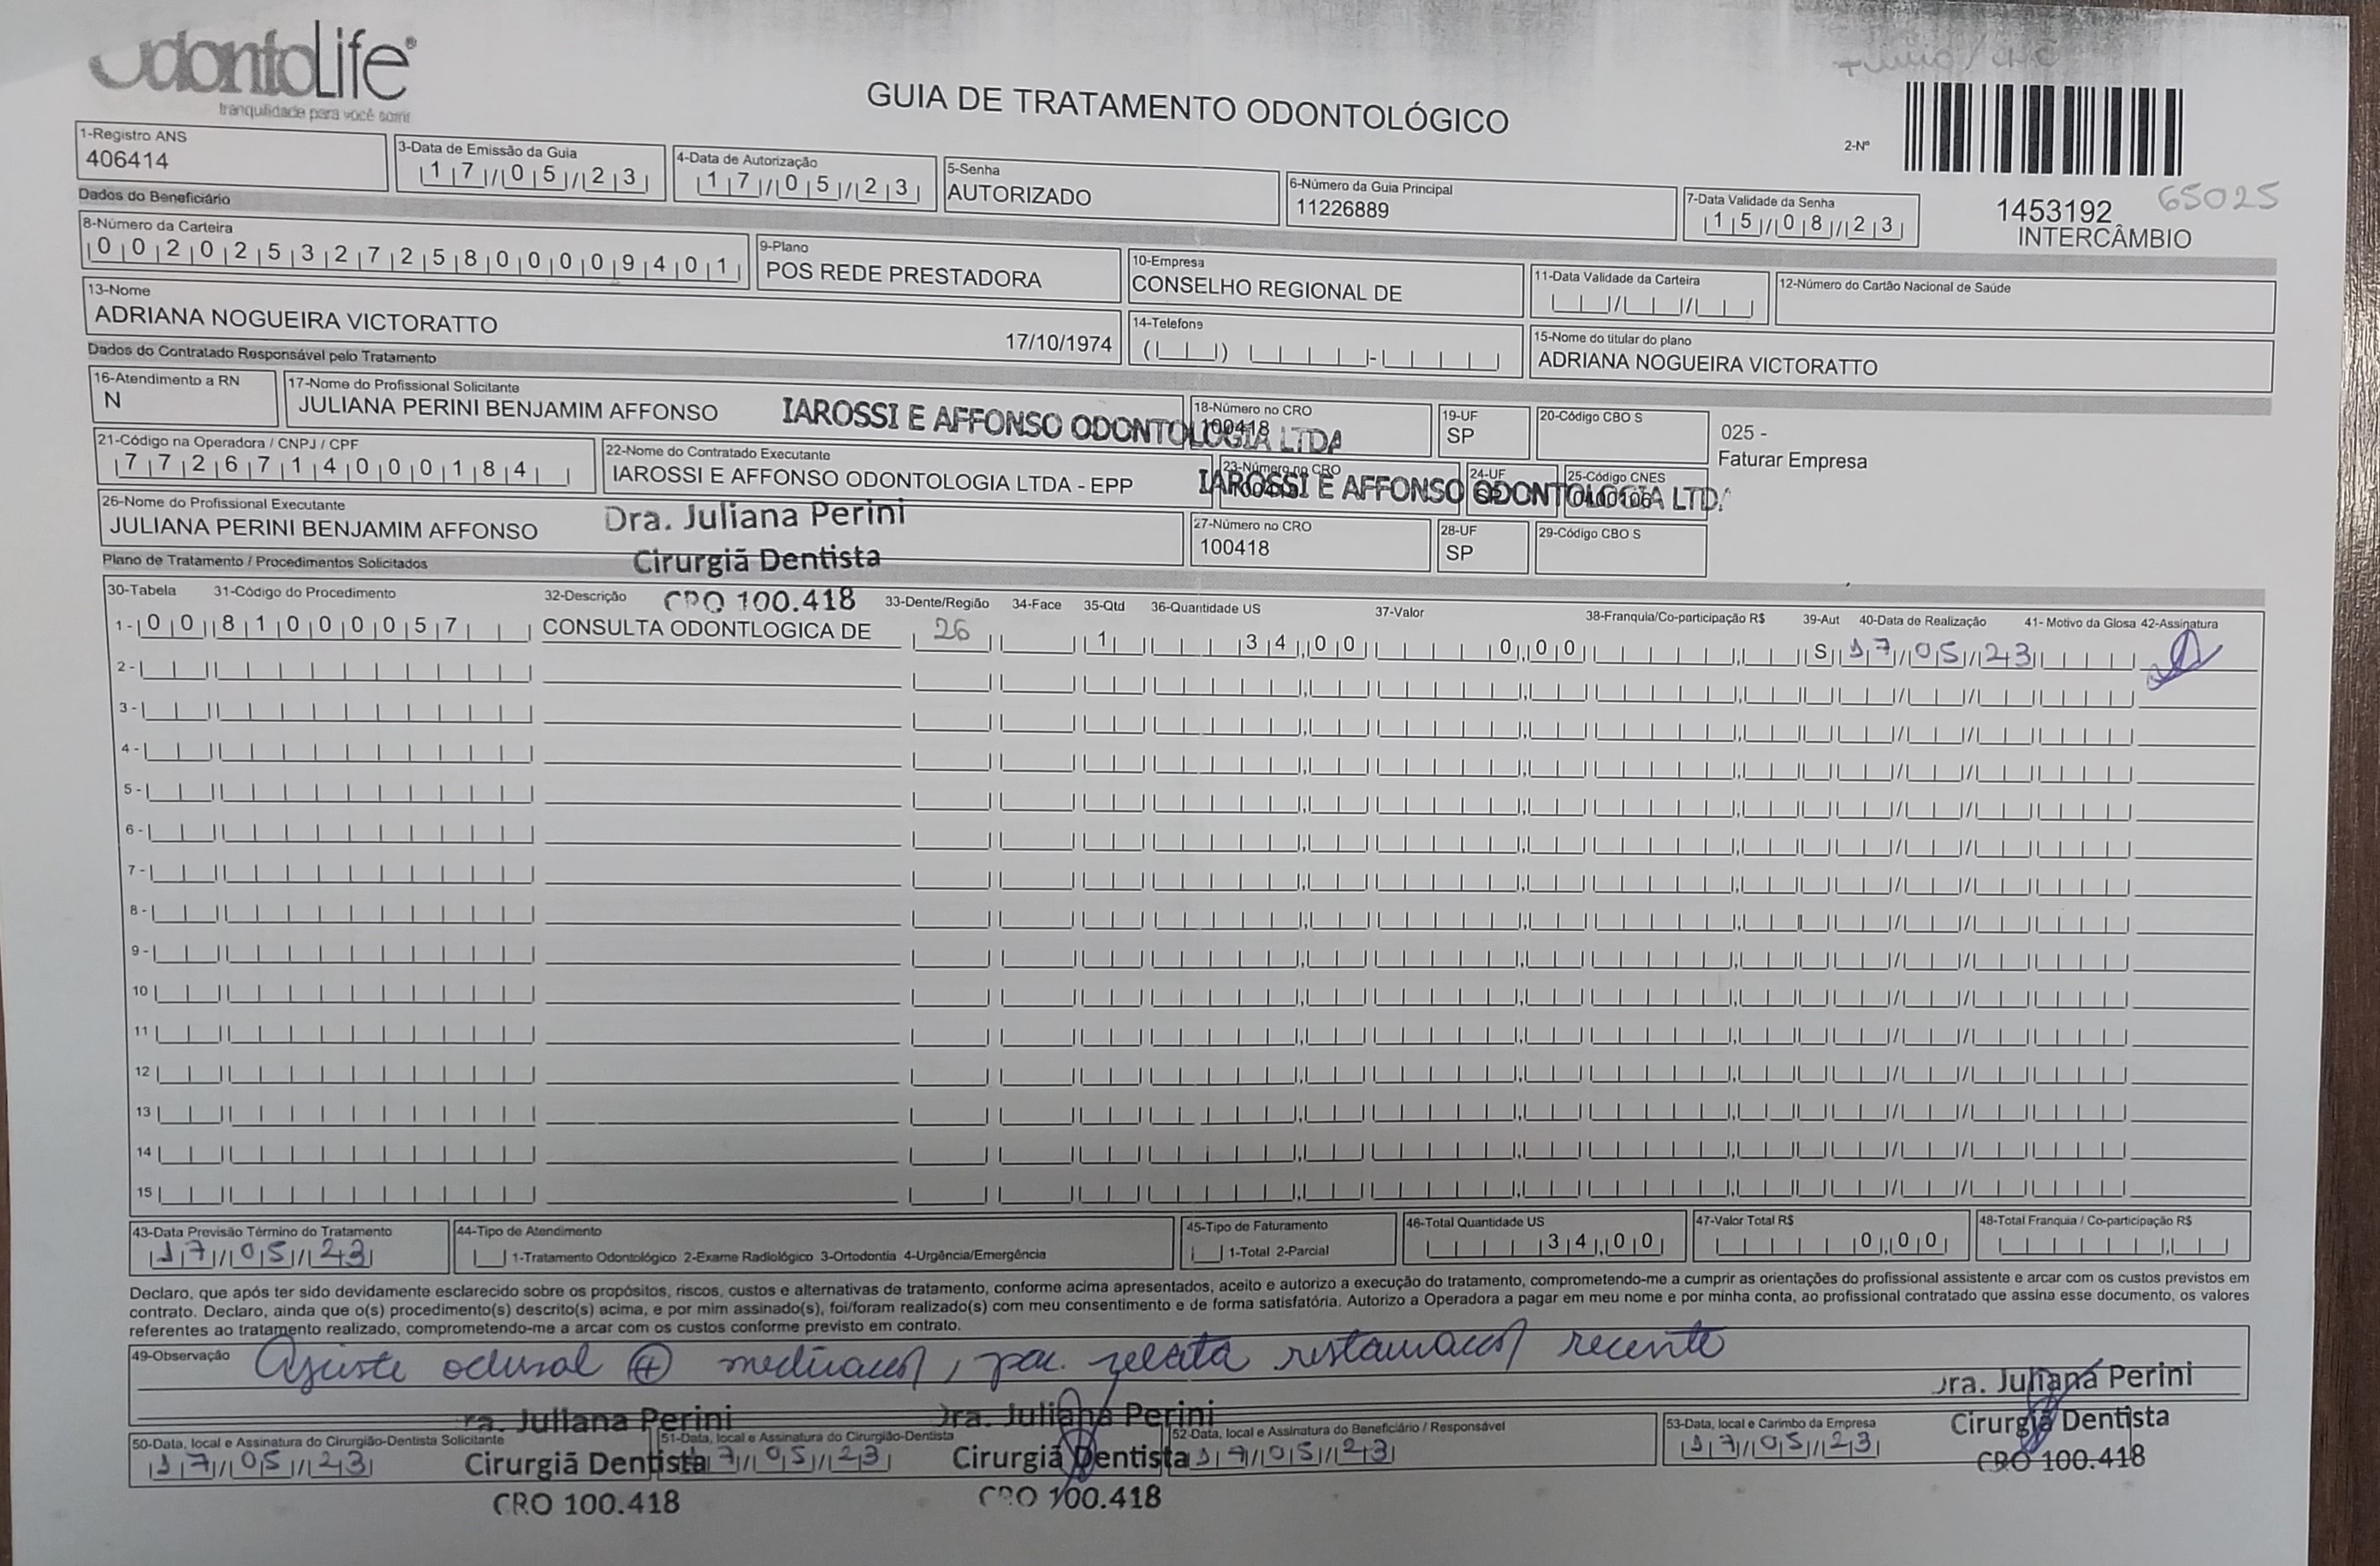 OdontoLife®
tranquilidade para você sorrir
GUIA DE TRATAMENTO ODONTOLÓGICO
2-Nº
65025
1453192
INTERCÂMBIO
1-Registro ANS
406414
3-Data de Emissão da Guia
17/05/23
4-Data de Autorização
17/05/23
5-Senha
AUTORIZADO
6-Número da Guia Principal
11226889
7-Data Validade da Senha
15/08/23
Dados do Beneficiário
8-Número da Carteira
00202532725800009401
9-Plano
POS REDE PRESTADORA
10-Empresa
CONSELHO REGIONAL DE
11-Data Validade da Carteira
12-Número do Cartão Nacional de Saúde
13-Nome
ADRIANA NOGUEIRA VICTORATTO
17/10/1974
14-Telefone
15-Nome do titular do plano
ADRIANA NOGUEIRA VICTORATTO
Dados do Contratado Responsável pelo Tratamento
16-Atendimento a RN
N
17-Nome do Profissional Solicitante
JULIANA PERINI BENJAMIM AFFONSO
IAROSSI E AFFONSO ODONTOLOGIA LTDA
18-Número no CRO
100418
19-UF
SP
20-Código CBO S
025 -
Faturar Empresa
21-Código na Operadora / CNPJ / CPF
77267140000184
22-Nome do Contratado Executante
IAROSSI E AFFONSO ODONTOLOGIA LTDA - EPP
23-Número no CRO
24-UF
25-Código CNES
IAROSSI E AFFONSO ODONTOLOGIA LTDA
26-Nome do Profissional Executante
JULIANA PERINI BENJAMIM AFFONSO
Dra. Juliana Perini
Cirurgiã Dentista
CRO 100.418
27-Número no CRO
100418
28-UF
SP
29-Código CBO S
Plano de Tratamento / Procedimentos Solicitados
30-Tabela 31-Código do Procedimento 32-Descrição 33-Dente/Região 34-Face 35-Qtd 36-Quantidade US 37-Valor 38-Franquia/Co-participação R$ 39-Aut 40-Data de Realização 41- Motivo da Glosa 42-Assinatura
1- 00 81000057 CONSULTA ODONTLOGICA DE 26 1 34,00 0,00 S 17/05/23
2-
3-
4-
5-
6-
7-
8-
9-
10
11
12
13
14
15
43-Data Previsão Término do Tratamento
17/05/23
44-Tipo de Atendimento
1-Tratamento Odontológico 2-Exame Radiológico 3-Ortodontia 4-Urgência/Emergência
45-Tipo de Faturamento
1-Total 2-Parcial
46-Total Quantidade US
34,00
47-Valor Total R$
0,00
48-Total Franquia / Co-participação R$
Declaro, que após ter sido devidamente esclarecido sobre os propósitos, riscos, custos e alternativas de tratamento, conforme acima apresentados, aceito e autorizo a execução do tratamento, comprometendo-me a cumprir as orientações do profissional assistente e arcar com os custos previstos em
contrato. Declaro, ainda que o(s) procedimento(s) descrito(s) acima, e por mim assinado(s), foi/foram realizado(s) com meu consentimento e de forma satisfatória. Autorizo a Operadora a pagar em meu nome e por minha conta, ao profissional contratado que assina esse documento, os valores
referentes ao tratamento realizado, comprometendo-me a arcar com os custos conforme previsto em contrato.
49-Observação
Ajuste oclusal + medicação, pac. relata restauração recente
50-Data, local e Assinatura do Cirurgião-Dentista Solicitante
17/05/23
ra. Juliana Perini
Cirurgiã Dentista
CRO 100.418
51-Data, local e Assinatura do Cirurgião-Dentista
17/05/23
Dra. Juliana Perini
Cirurgiã Dentista
CRO 100.418
52-Data, local e Assinatura do Beneficiário / Responsável
17/05/23
53-Data, local e Carimbo da Empresa
17/05/23
Dra. Juliana Perini
Cirurgiã Dentista
CRO 100.418